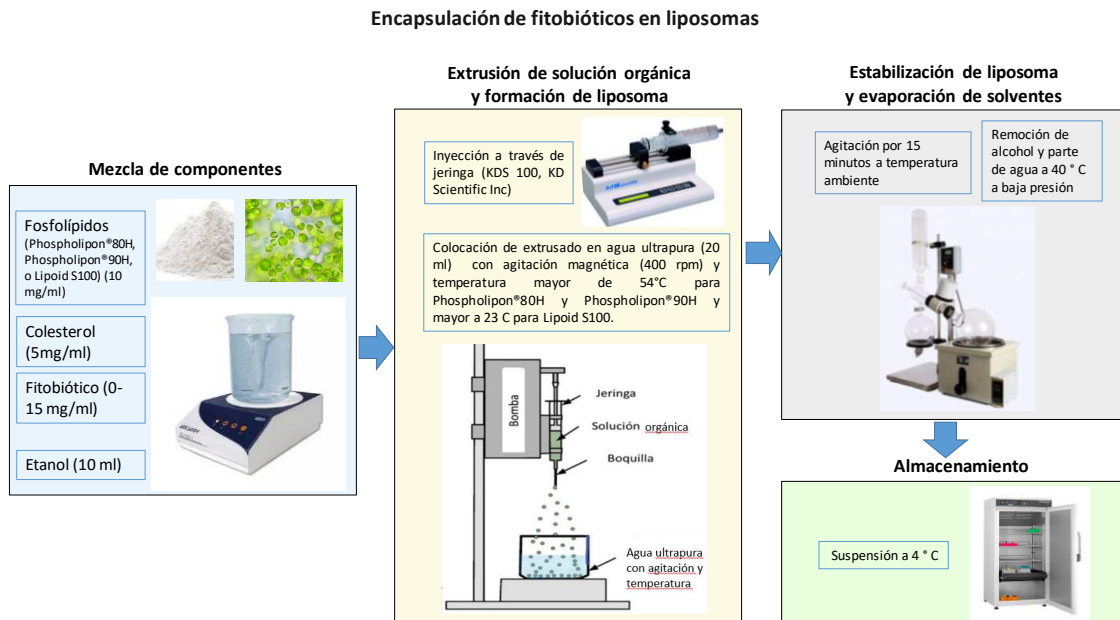 Encapsulación de fitobióticos en liposomas
Mezcla de componentes
Fosfolípidos
(Phospholipon®80H,
Phospholipon®90H,
o Lipoid S100) (10
mg/ml)
Colesterol
(5mg/ml)
Fitobiótico (0-
15 mg/ml)
Etanol (10 ml)
Extrusión de solución orgánica
y formación de liposoma
Inyección a través de
jeringa (KDS 100, KD
Scientific Inc)
Colocación de extrusado en agua ultrapura (20
ml) con agitación magnética (400 rpm) y
temperatura mayor de 54°C para
Phospholipon®80H y Phospholipon®90H y
mayor a 23 C para Lipoid S100.
Bomba
Jeringa
Solución orgánica
Boquilla
Agua ultrapura
con agitación y
temperatura
Estabilización de liposoma
y evaporación de solventes
Agitación por 15
minutos a temperatura
ambiente
Remoción de
alcohol y parte
de agua a 40 ° C
a baja presión
Almacenamiento
Suspensión a 4 ° C